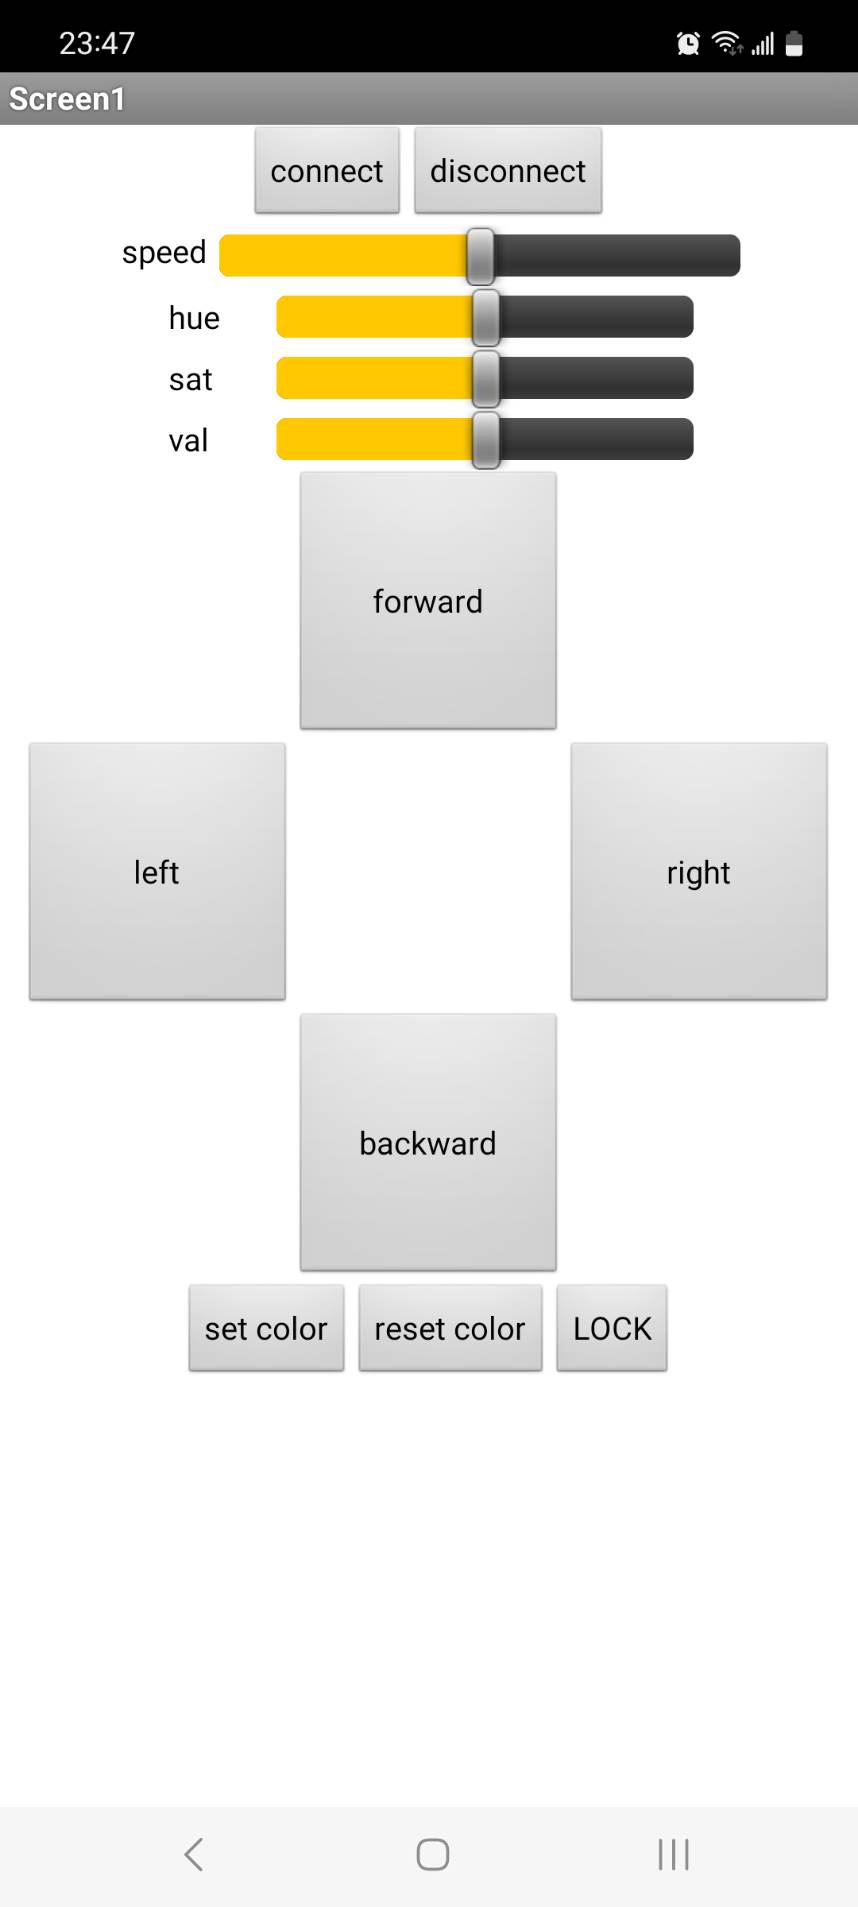 23:47
Screen1
connect disconnect
speed
hue
sat
val
forward
left right
backward
set color reset color LOCK